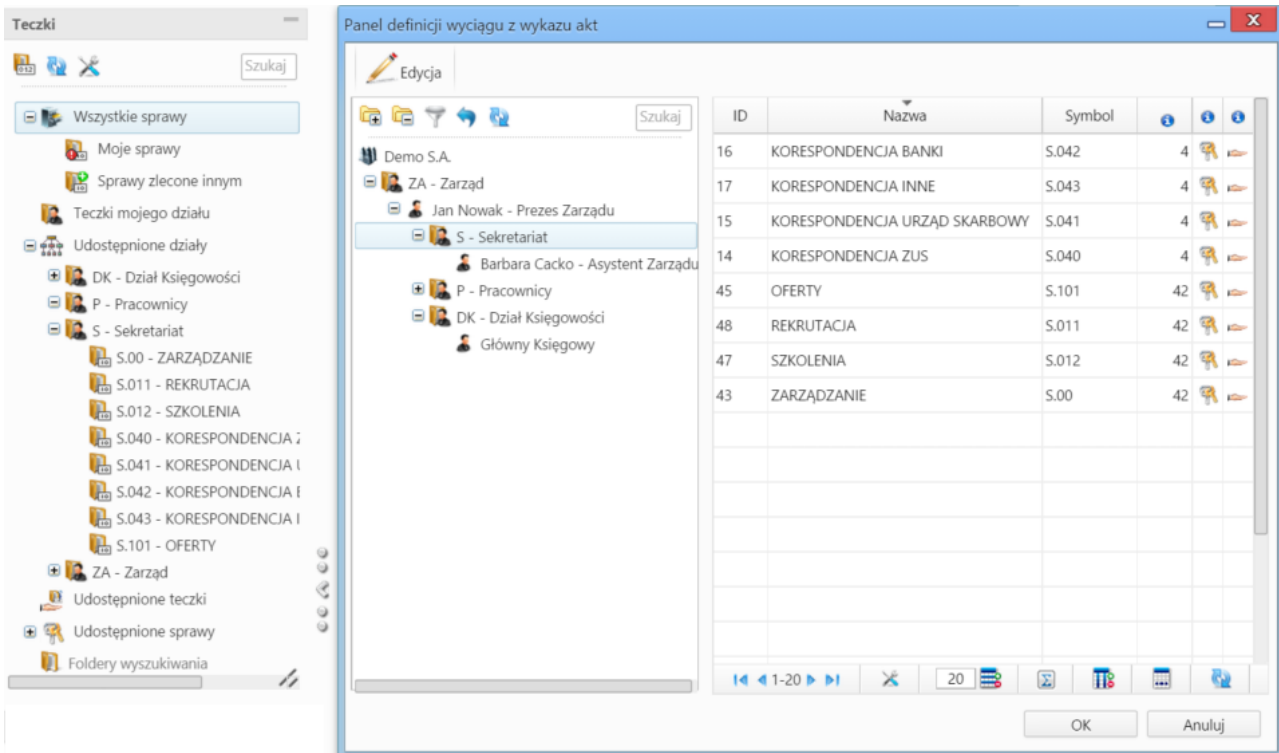 Teczki
Szukaj
Wszystkie sprawy
Moje sprawy
Sprawy zlecone innym
Teczki mojego działu
Udostępnione działy
DK - Dział Księgowości
P - Pracownicy
S - Sekretariat
S.00 - ZARZĄDZANIE
S.011 - REKRUTACJA
S.012 - SZKOLENIA
S.040 - KORESPONDENCJA
S.041 - KORESPONDENCJA
S.042 - KORESPONDENCJA
S.043 - KORESPONDENCJA
S.101 - OFERTY
ZA - Zarząd
Udostępnione teczki
Udostępnione sprawy
Foldery wyszukiwania
Panel definicji wyciągu z wykazu akt
Edycja
Szukaj
Demo S.A.
ZA - Zarząd
Jan Nowak - Prezes Zarządu
S - Sekretariat
Barbara Cacko - Asystent Zarządu
P - Pracownicy
DK - Dział Księgowości
Główny Księgowy
ID Nazwa Symbol
16 KORESPONDENCJA BANKI S.042 4
17 KORESPONDENCJA INNE S.043 4
15 KORESPONDENCJA URZĄD SKARBOWY S.041 4
14 KORESPONDENCJA ZUS S.040 4
45 OFERTY S.101 42
48 REKRUTACJA S.011 42
47 SZKOLENIA S.012 42
43 ZARZĄDZANIE S.00 42
1-20 20
OK Anuluj